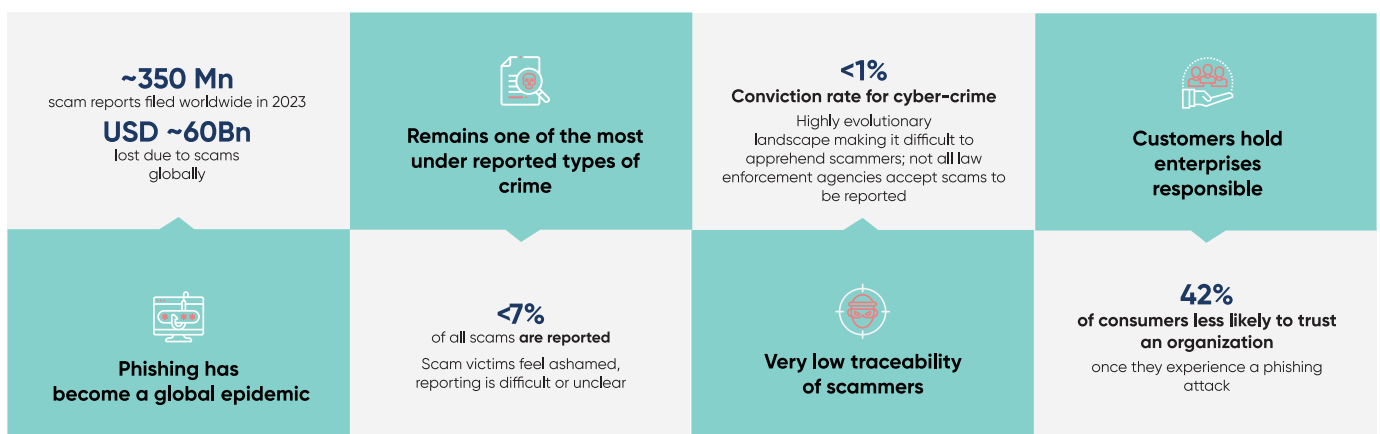 ~350 Mn
scam reports filed worldwide in 2023
USD ~60Bn
lost due to scams
globally
Phishing has
become a global epidemic
Remains one of the most
under reported types of
crime
<7%
of all scams are reported
Scam victims feel ashamed,
reporting is difficult or unclear
<1%
Conviction rate for cyber-crime
Highly evolutionary
landscape making it difficult to
apprehend scammers; not all law
enforcement agencies accept scams to
be reported
Very low traceability
of scammers
Customers hold
enterprises
responsible
42%
of consumers less likely to trust
an organization
once they experience a phishing
attack